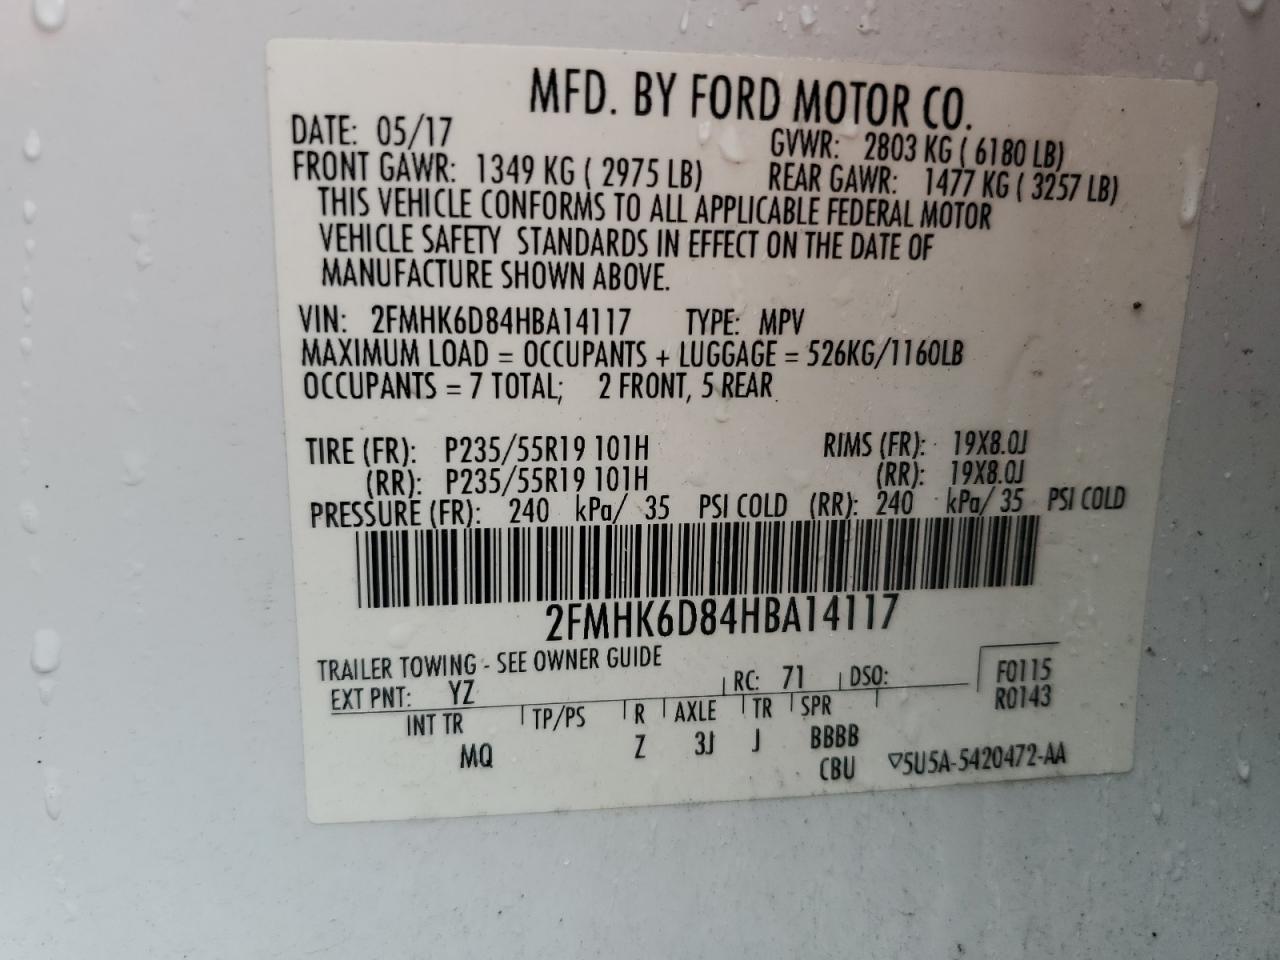 MFD. BY FORD MOTOR CO.
DATE: 05/17 GVWR: 2803 KG ( 6180 LB)
FRONT GAWR: 1349 KG ( 2975 LB) REAR GAWR: 1477 KG ( 3257 LB)
THIS VEHICLE CONFORMS TO ALL APPLICABLE FEDERAL MOTOR
VEHICLE SAFETY STANDARDS IN EFFECT ON THE DATE OF
MANUFACTURE SHOWN ABOVE.
VIN: 2FMHK6D84HBA14117 TYPE: MPV
MAXIMUM LOAD = OCCUPANTS + LUGGAGE = 526KG/1160LB
OCCUPANTS = 7 TOTAL; 2 FRONT, 5 REAR
TIRE (FR): P235/55R19 101H RIMS (FR): 19X8.0J
(RR): P235/55R19 101H (RR): 19X8.0J
PRESSURE (FR): 240 kPa/ 35 PSI COLD (RR): 240 kPa/ 35 PSI COLD
2FMHK6D84HBA14117
TRAILER TOWING - SEE OWNER GUIDE
EXT PNT: YZ RC: 71 DSO: F0115
R0143
INT TR TP/PS R AXLE TR SPR
MQ Z 3J J BBBB
CBU ▽5U5A-5420472-AA